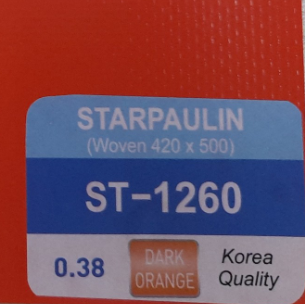 STARPAULIN
(Woven 420 x 500)
ST-1260
0.38
DARK
ORANGE
Korea
Quality